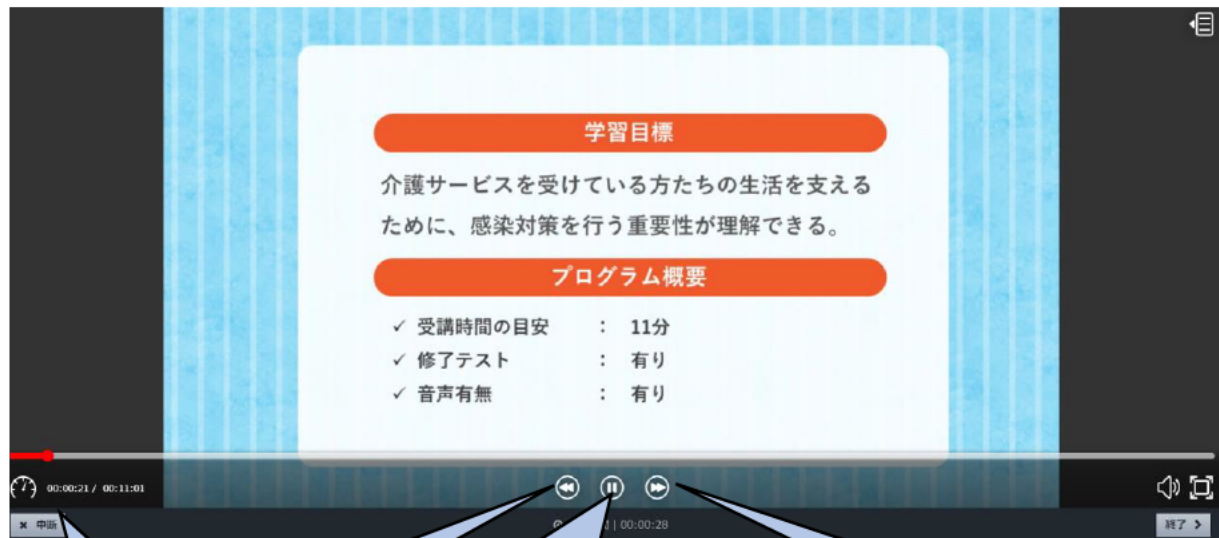 学習目標
介護サービスを受けている方たちの生活を支える
ために、感染対策を行う重要性が理解できる。
プログラム概要
✓ 受講時間の目安 : 11分
✓ 修了テスト : 有り
✓ 音声有無 : 有り
00:00:21 / 00:11:01
× 中断
| 00:00:28
終了 >